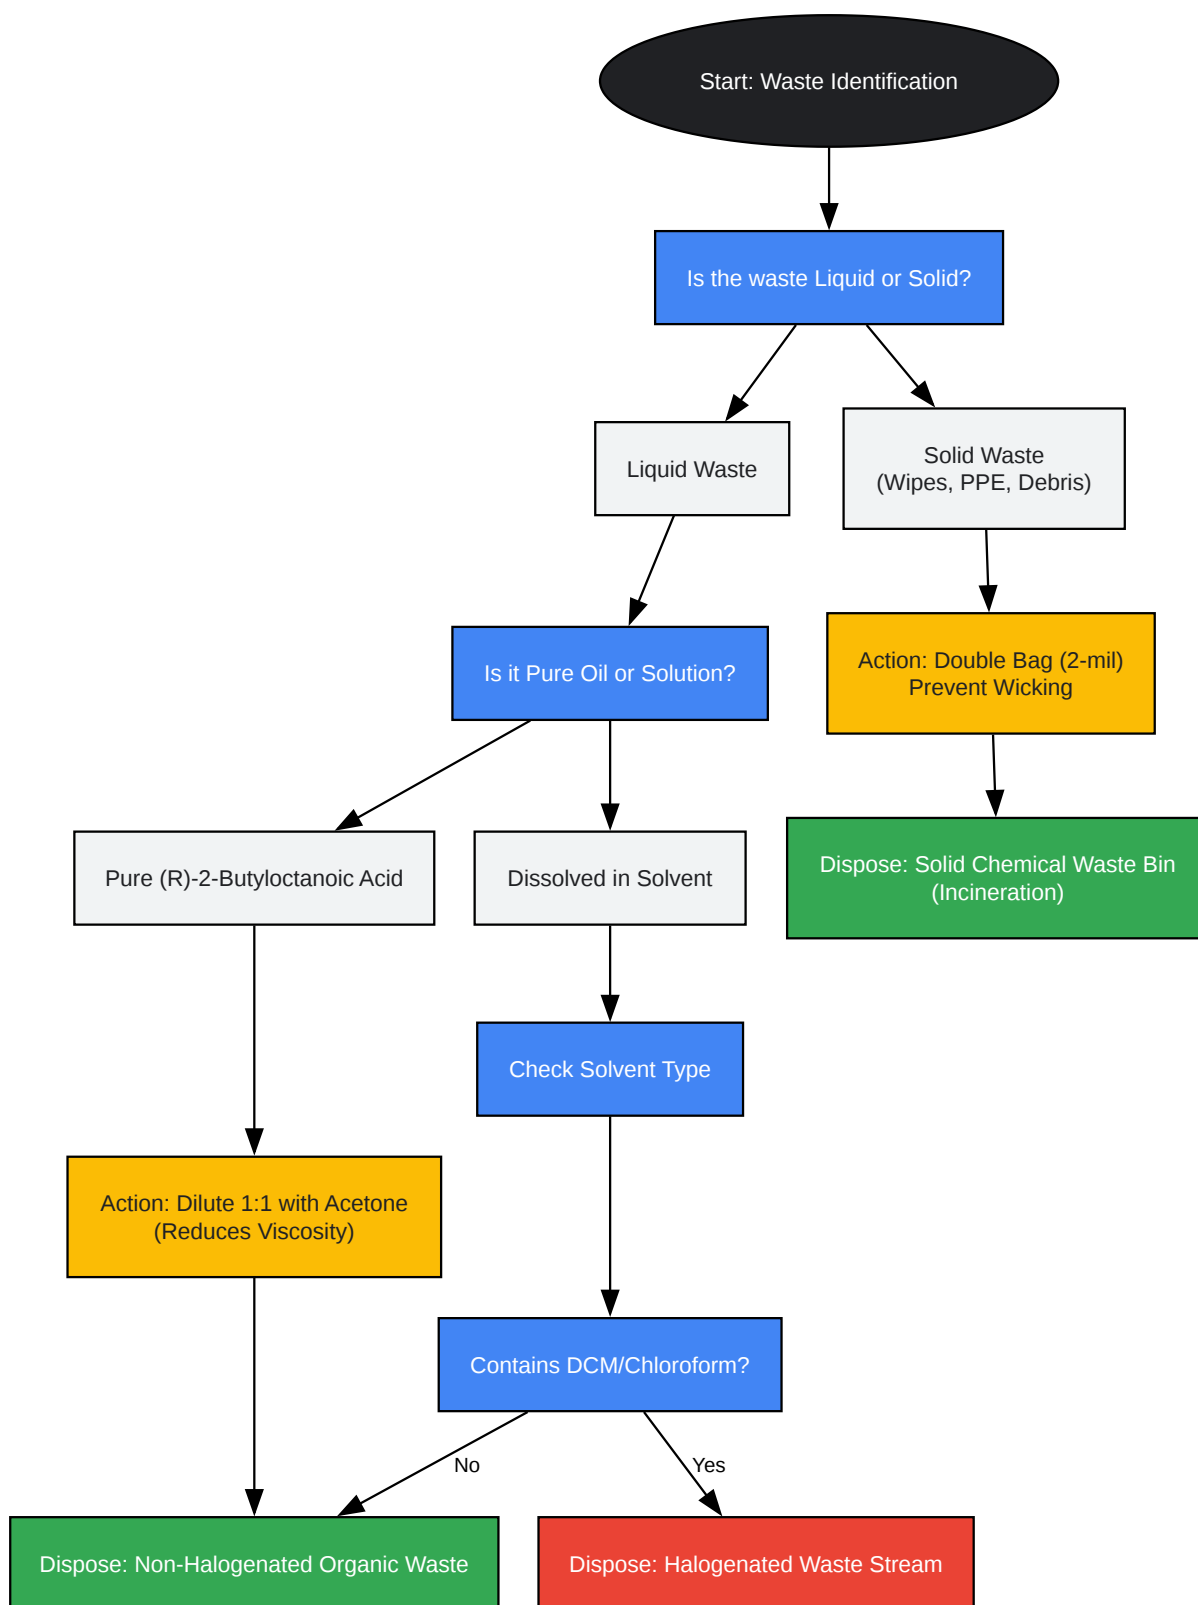 Start: Waste Identification
Is the waste Liquid or Solid?
Liquid Waste
Solid Waste
(Wipes, PPE, Debris)
Is it Pure Oil or Solution?
Action: Double Bag (2-mil)
Prevent Wicking
Pure (R)-2-Butyloctanoic Acid
Dissolved in Solvent
Dispose: Solid Chemical Waste Bin
(Incineration)
Check Solvent Type
Action: Dilute 1:1 with Acetone
(Reduces Viscosity)
Contains DCM/Chloroform?
No
Yes
Dispose: Non-Halogenated Organic Waste
Dispose: Halogenated Waste Stream